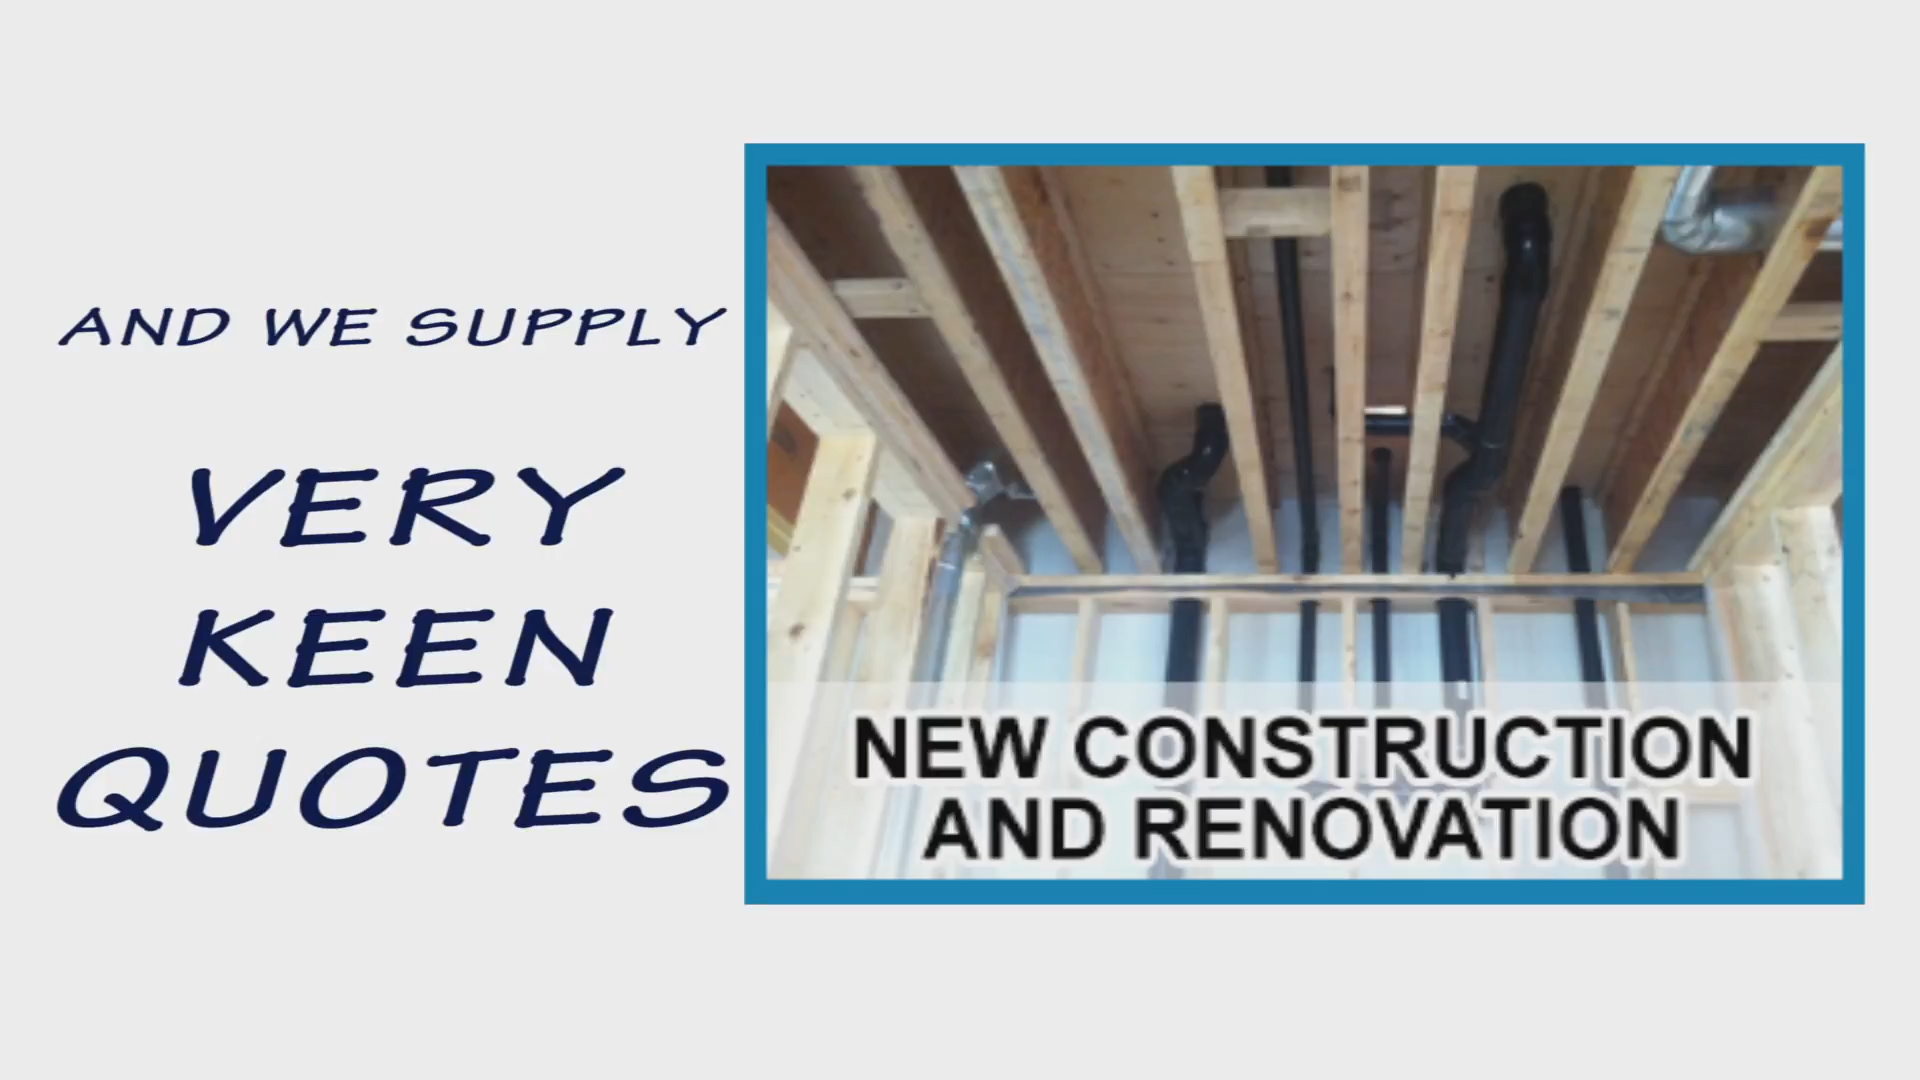 AND WE SUPPLY
VERY
KEEN
QUOTES
NEW CONSTRUCTION
AND RENOVATION